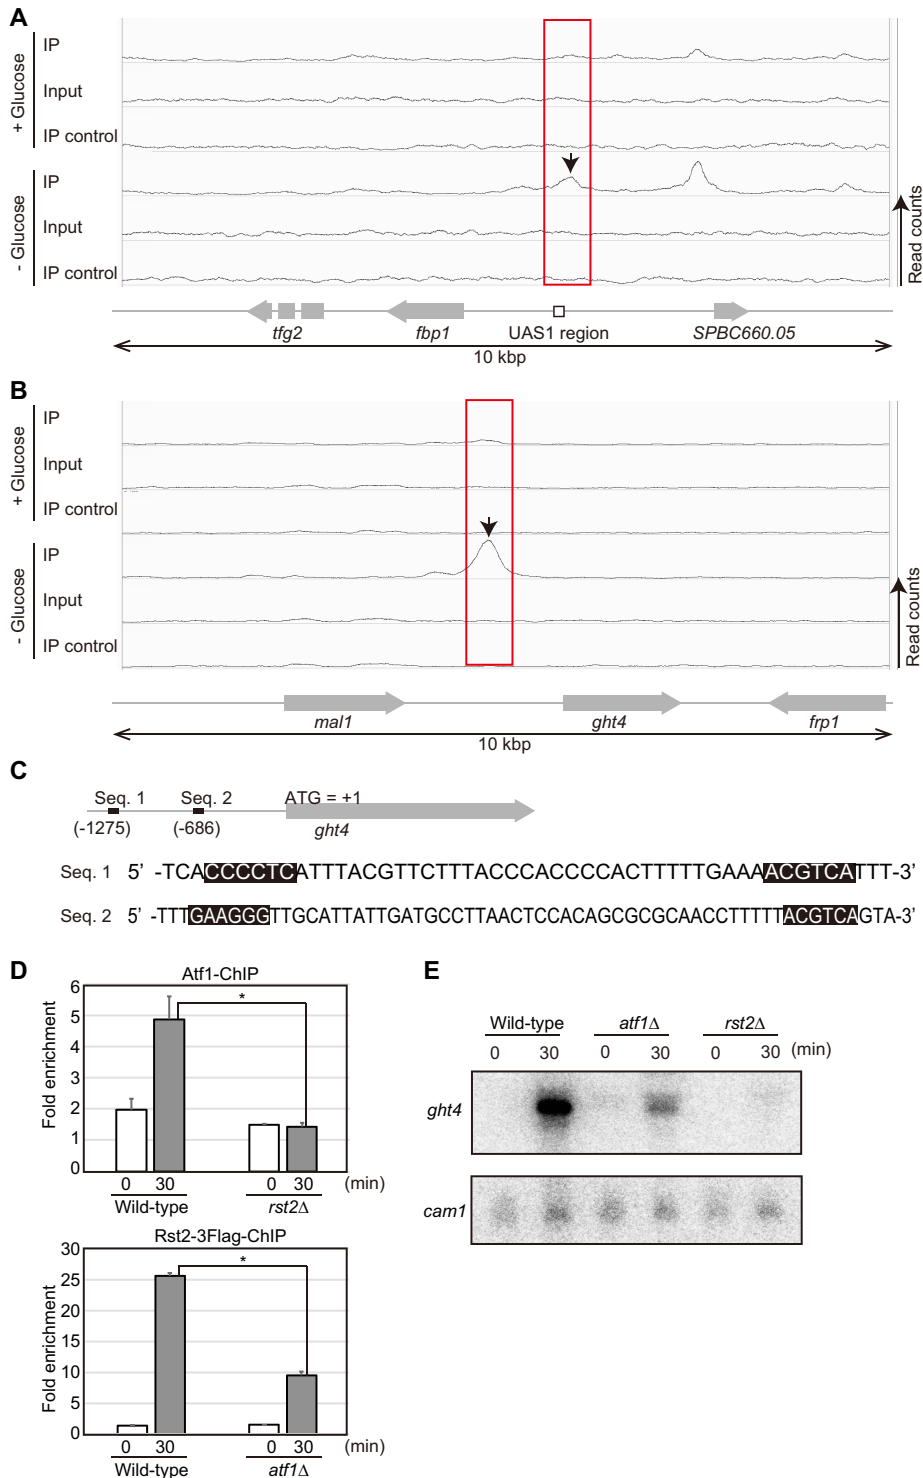 A
+ Glucose
IP
Input
IP control
- Glucose
IP
Input
IP control
Read counts
tfg2
fbp1
UAS1 region
SPBC660.05
10 kbp
B
+ Glucose
IP
Input
IP control
- Glucose
IP
Input
IP control
Read counts
mal1
ght4
frp1
10 kbp
C
Seq. 1 Seq. 2 ATG = +1
(-1275) (-686) ght4
Seq. 1 5’ -TCACCCCTCATTTACGTTCTTTACCCACCCCACTTTTTGAAAACGTCATTT-3’
Seq. 2 5’ -TTTGAAGGGTTGCATTATTGATGCCTTAACTCCACAGCGCGCAACCTTTTTACGTCAGTA-3’
D
Atf1-ChIP
Fold enrichment
6
5
4
3
2
1
0
*
0 30 0 30 (min)
Wild-type rst2Δ
Rst2-3Flag-ChIP
Fold enrichment
30
25
20
15
10
5
0
*
0 30 0 30 (min)
Wild-type atf1Δ
E
Wild-type atf1Δ rst2Δ
0 30 0 30 0 30 (min)
ght4
cam1